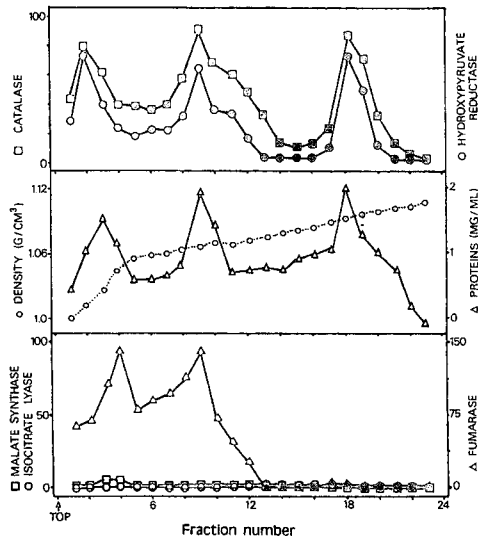 100
0
□ CATALASE
○ HYDROXYPYRUVATE
REDUCTASE
1.12
1.06
1.0
○ DENSITY (G/CM³)
2
1
0
△ PROTEINS (MG/ML)
100
50
0
□ MALATE SYNTHASE
○ ISOCITRATE LYASE
150
75
0
△ FUMARASE
TOP
6
12
18
24
Fraction number